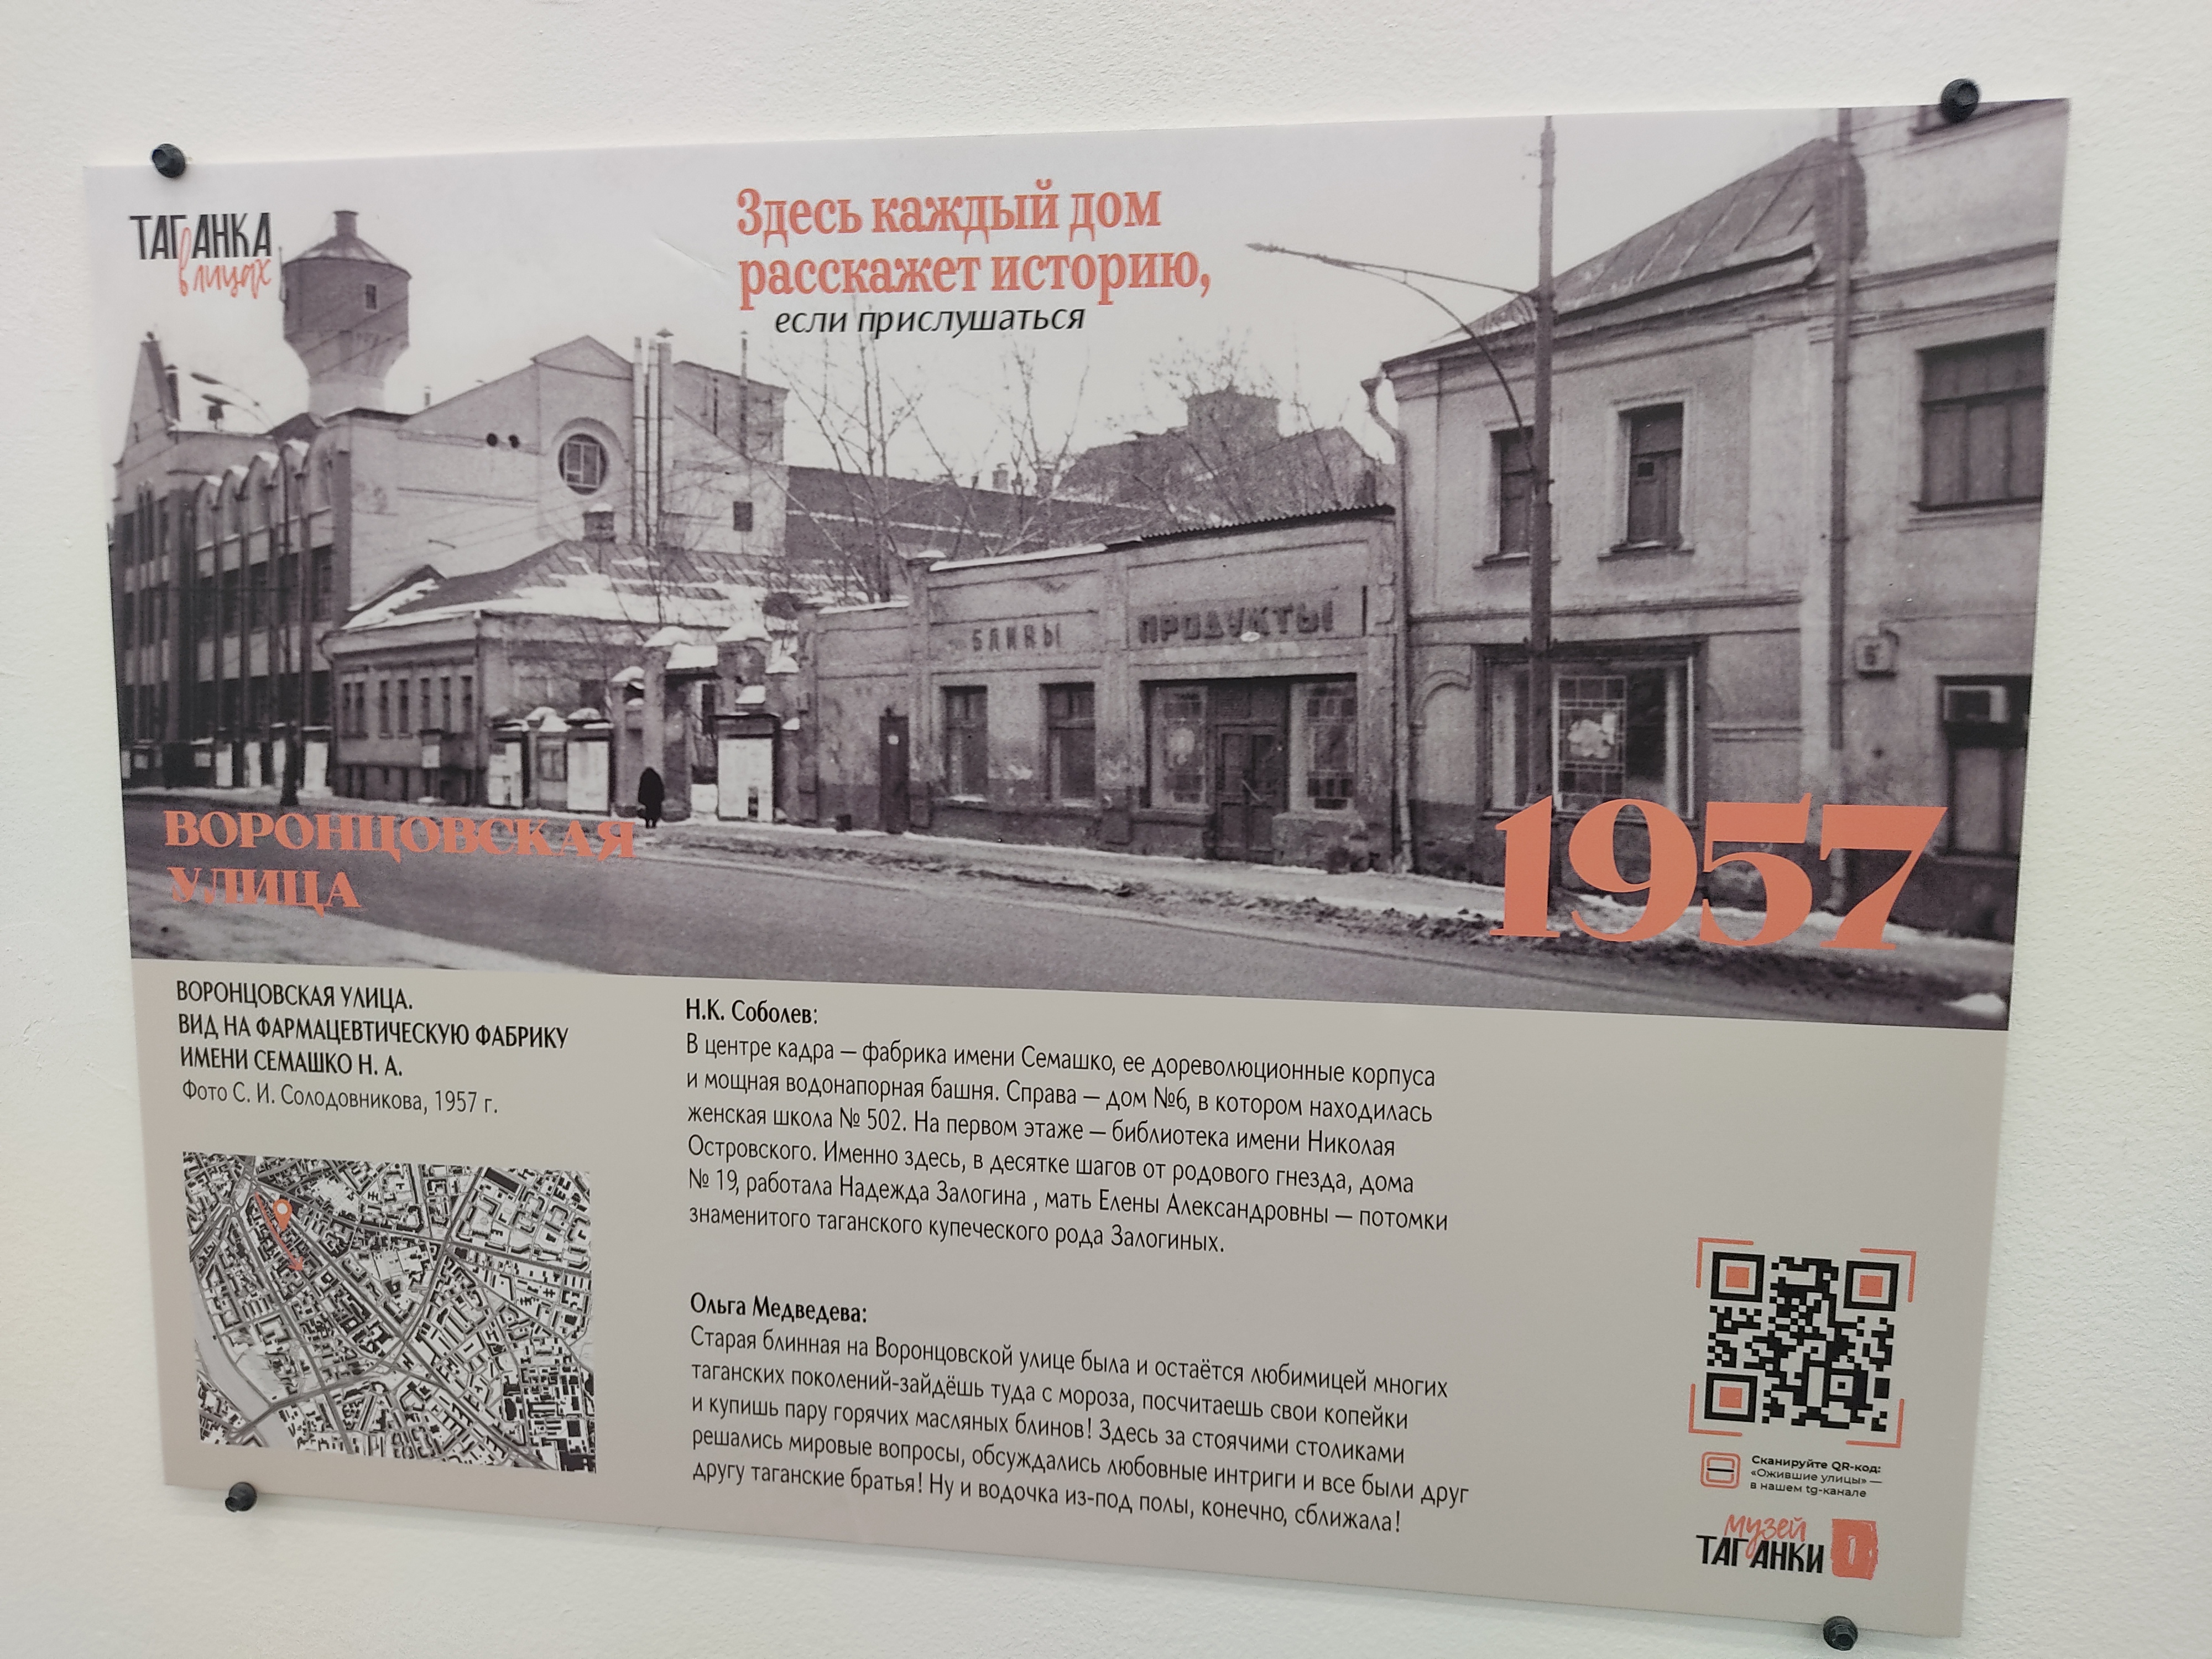 ТАГАНКА
в лицах
Здесь каждый дом
расскажет историю,
если прислушаться
БЛИНЫ
ПРОДУКТЫ
6
ВОРОНЦОВСКАЯ
УЛИЦА
1957
ВОРОНЦОВСКАЯ УЛИЦА.
ВИД НА ФАРМАЦЕВТИЧЕСКУЮ ФАБРИКУ
ИМЕНИ СЕМАШКО Н. А.
Фото С. И. Солодовникова, 1957 г.
Н.К. Соболев:
В центре кадра — фабрика имени Семашко, ее дореволюционные корпуса
и мощная водонапорная башня. Справа — дом №6, в котором находилась
женская школа № 502. На первом этаже — библиотека имени Николая
Островского. Именно здесь, в десятке шагов от родового гнезда, дома
№ 19, работала Надежда Залогина , мать Елены Александровны — потомки
знаменитого таганского купеческого рода Залогиных.
Ольга Медведева:
Старая блинная на Воронцовской улице была и остаётся любимицей многих
таганских поколений-зайдёшь туда с мороза, посчитаешь свои копейки
и купишь пару горячих масляных блинов! Здесь за стоячими столиками
решались мировые вопросы, обсуждались любовные интриги и все были друг
другу таганские братья! Ну и водочка из-под полы, конечно, сближала!
Сканируйте QR-код:
«Ожившие улицы» —
в нашем tg-канале
музей
ТАГАНКИ